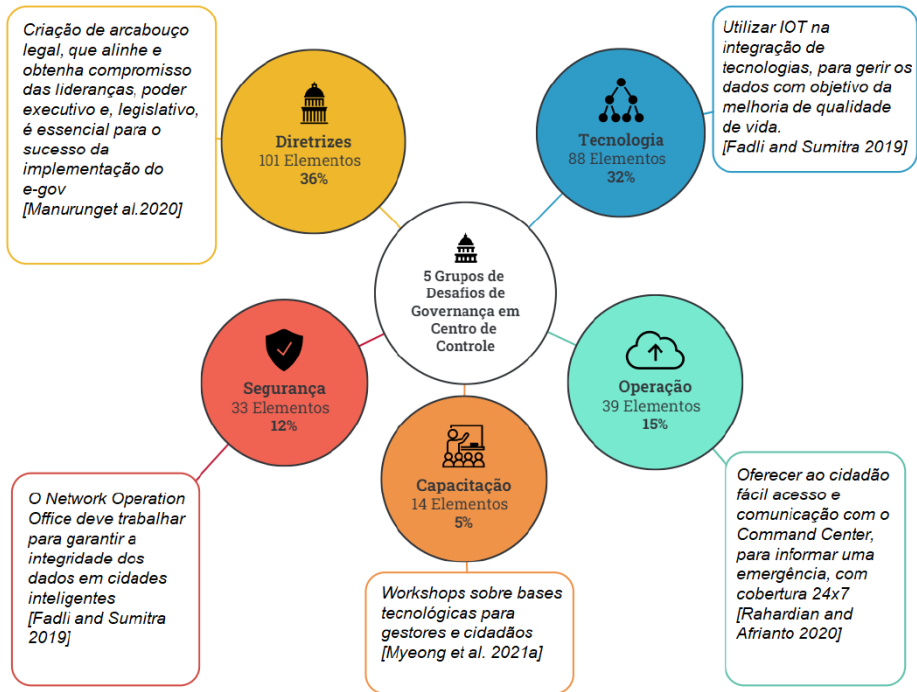 Criação de arcabouço
legal, que alinhe e
obtenha compromisso
das lideranças, poder
executivo e, legislativo,
é essencial para o
sucesso da
implementação do
e-gov
[Manurunget al.2020]
Diretrizes
101 Elementos
36%
Tecnologia
88 Elementos
32%
Utilizar IOT na
integração de
tecnologias, para gerir os
dados com objetivo da
melhoria de qualidade
de vida.
[Fadli and Sumitra 2019]
5 Grupos de
Desafios de
Governança em
Centro de
Controle
Segurança
33 Elementos
12%
Operação
39 Elementos
15%
Capacitação
14 Elementos
5%
O Network Operation
Office deve trabalhar
para garantir a
integridade dos
dados em cidades
inteligentes
[Fadli and Sumitra
2019]
Workshops sobre bases
tecnológicas para
gestores e cidadãos
[Myeong et al. 2021a]
Oferecer ao cidadão
fácil acesso e
comunicação com o
Command Center,
para informar uma
emergência, com
cobertura 24x7
[Rahardian and
Afrianto 2020]